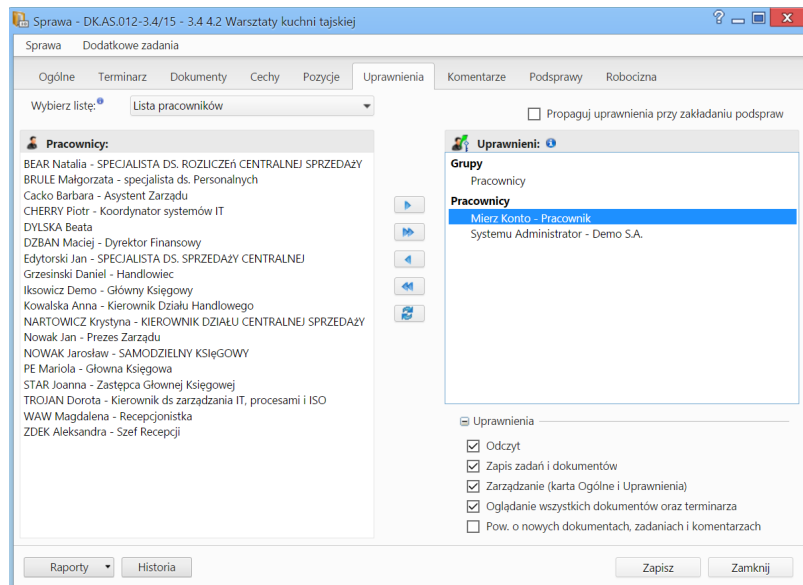 Sprawa - DK.AS.012-3.4/15 - 3.4 4.2 Warsztaty kuchni tajskiej
Sprawa Dodatkowe zadania
Ogólne Terminarz Dokumenty Cechy Pozycje Uprawnienia Komentarze Podsprawy Robocizna
Wybierz listę: Lista pracowników
Propaguj uprawnienia przy zakładaniu podspraw
Pracownicy:
BEAR Natalia - SPECJALISTA DS. ROZLICZEń CENTRALNEJ SPRZEDAżY
BRULE Małgorzata - specjalista ds. Personalnych
Cacko Barbara - Asystent Zarządu
CHERRY Piotr - Koordynator systemów IT
DYLSKA Beata
DZBAN Maciej - Dyrektor Finansowy
Edytorski Jan - SPECJALISTA DS. SPRZEDAżY CENTRALNEJ
Grzesinski Daniel - Handlowiec
Iksowicz Demo - Główny Księgowy
Kowalska Anna - Kierownik Działu Handlowego
NARTOWICZ Krystyna - KIEROWNIK DZIAŁU CENTRALNEJ SPRZEDAżY
Nowak Jan - Prezes Zarządu
NOWAK Jarosław - SAMODZIELNY KSIęGOWY
PE Mariola - Głowna Księgowa
STAR Joanna - Zastępca Głownej Księgowej
TROJAN Dorota - Kierownik ds zarządzania IT, procesami i ISO
WAW Magdalena - Recepcjonistka
ZDEK Aleksandra - Szef Recepcji
Uprawnieni:
Grupy
Pracownicy
Pracownicy
Mierz Konto - Pracownik
Systemu Administrator - Demo S.A.
Uprawnienia
Odczyt
Zapis zadań i dokumentów
Zarządzanie (karta Ogólne i Uprawnienia)
Oglądanie wszystkich dokumentów oraz terminarza
Pow. o nowych dokumentach, zadaniach i komentarzach
Raporty Historia Zapisz Zamknij